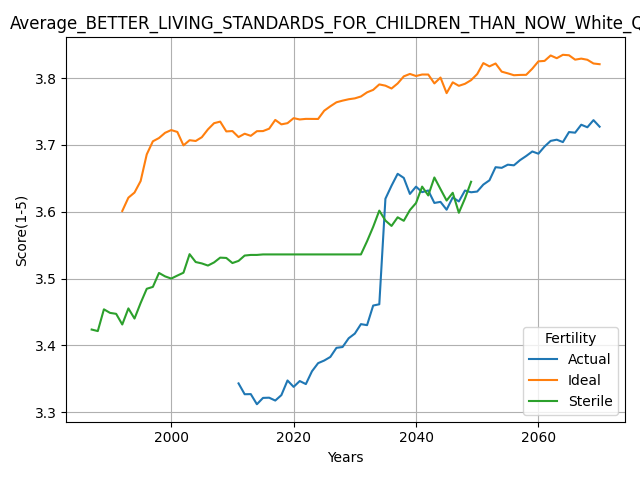 Average_BETTER_LIVING_STANDARDS_FOR_CHILDREN_THAN_NOW_White_
Score(1-5)
3.8
3.7
3.6
3.5
3.4
3.3
2000
2020
2040
2060
Years
Fertility
Actual
Ideal
Sterile